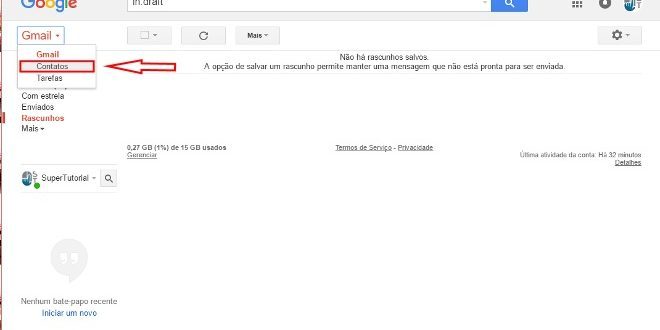 Google
in:draft
Gmail
Mais
Gmail
Contatos
Tarefas
Não há rascunhos salvos.
A opção de salvar um rascunho permite manter uma mensagem que não está pronta para ser enviada.
Com estrela
Enviados
Rascunhos
Mais
0,27 GB (1%) de 15 GB usados
Gerenciar
Termos de Serviço - Privacidade
Última atividade da conta: Há 32 minutos
Detalhes
SuperTutorial
Nenhum bate-papo recente
Iniciar um novo